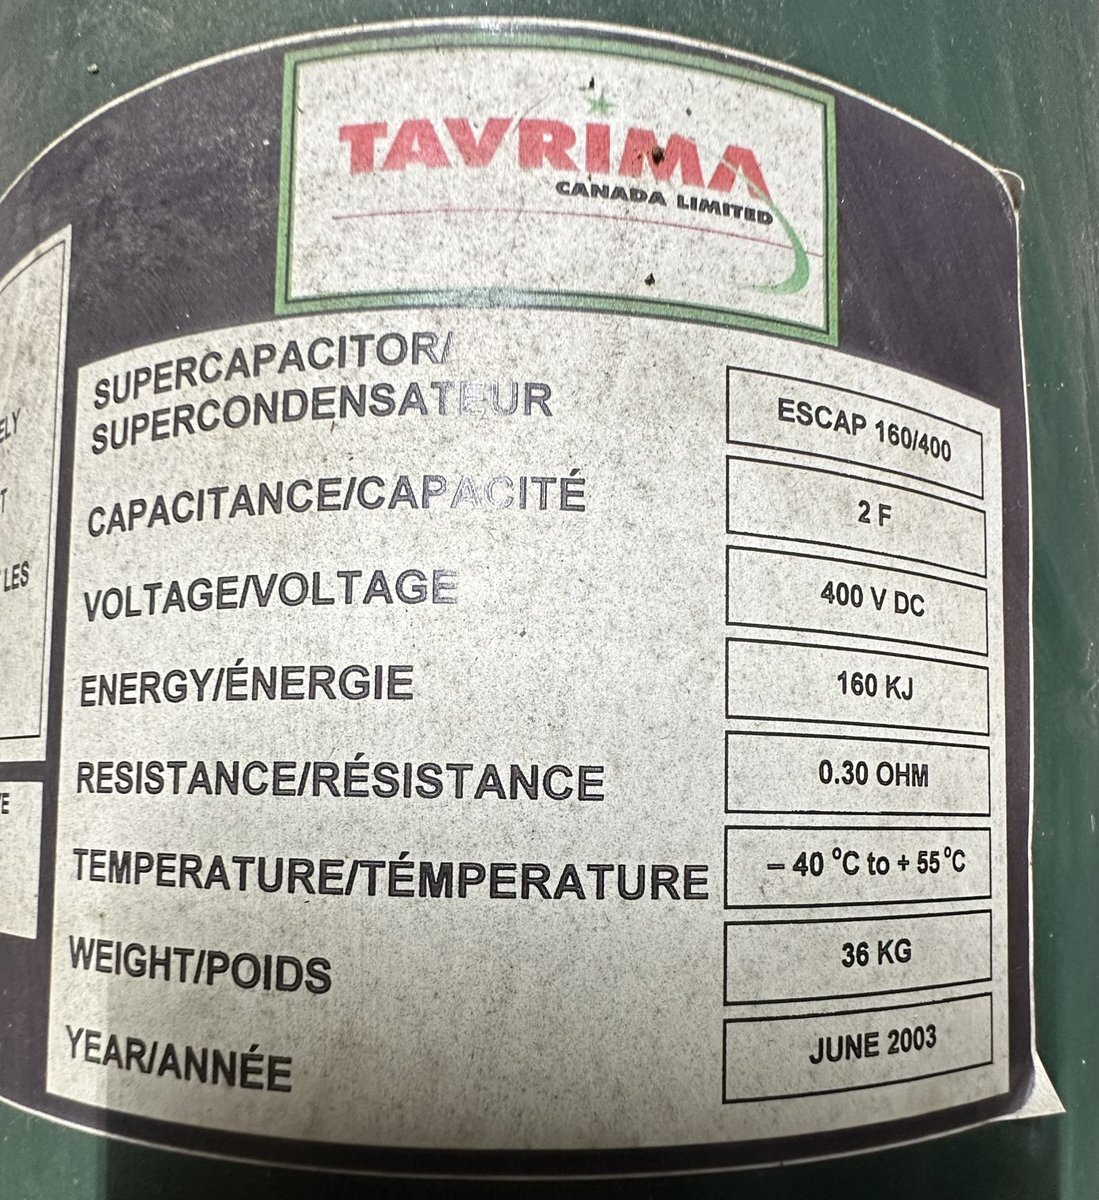 TAVRIMA
CANADA LIMITED
SUPERCAPACITOR/
SUPERCONDENSATEUR
ESCAP 160/400
CAPACITANCE/CAPACITÉ
2 F
VOLTAGE/VOLTAGE
400 V DC
ENERGY/ÉNERGIE
160 KJ
RESISTANCE/RÉSISTANCE
0.30 OHM
TEMPERATURE/TÉMPERATURE
– 40 °C to + 55 °C
WEIGHT/POIDS
36 KG
YEAR/ANNÉE
JUNE 2003
LES